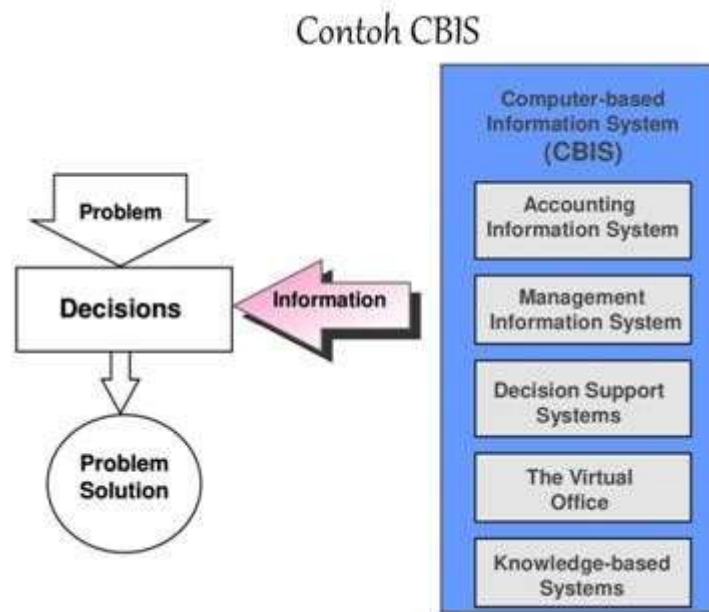 Contoh CBIS
Problem
Decisions
Problem
Solution
Information
Computer-based
Information System
(CBIS)
Accounting
Information System
Management
Information System
Decision Support
Systems
The Virtual
Office
Knowledge-based
Systems